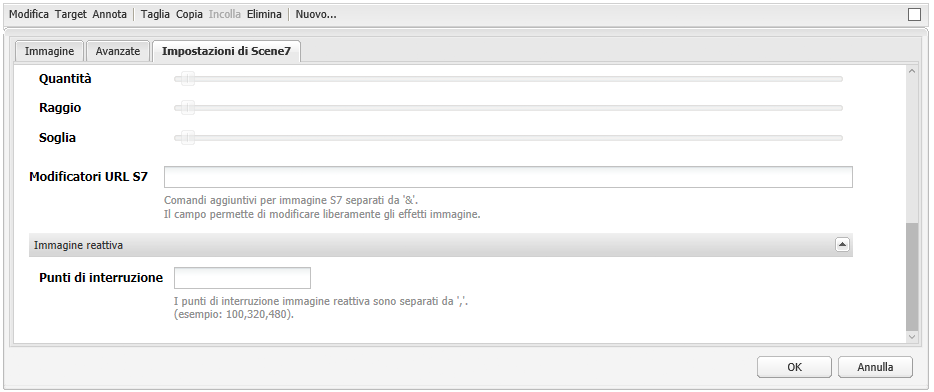 Modifica Target Annota Taglia Copia Incolla Elimina Nuovo...
Immagine Avanzate Impostazioni di Scene7
Quantità
Raggio
Soglia
Modificatori URL S7
Comandi aggiuntivi per immagine S7 separati da '&'.
Il campo permette di modificare liberamente gli effetti immagine.
Immagine reattiva
Punti di interruzione
I punti di interruzione immagine reattiva sono separati da ','.
(esempio: 100,320,480).
OK Annulla